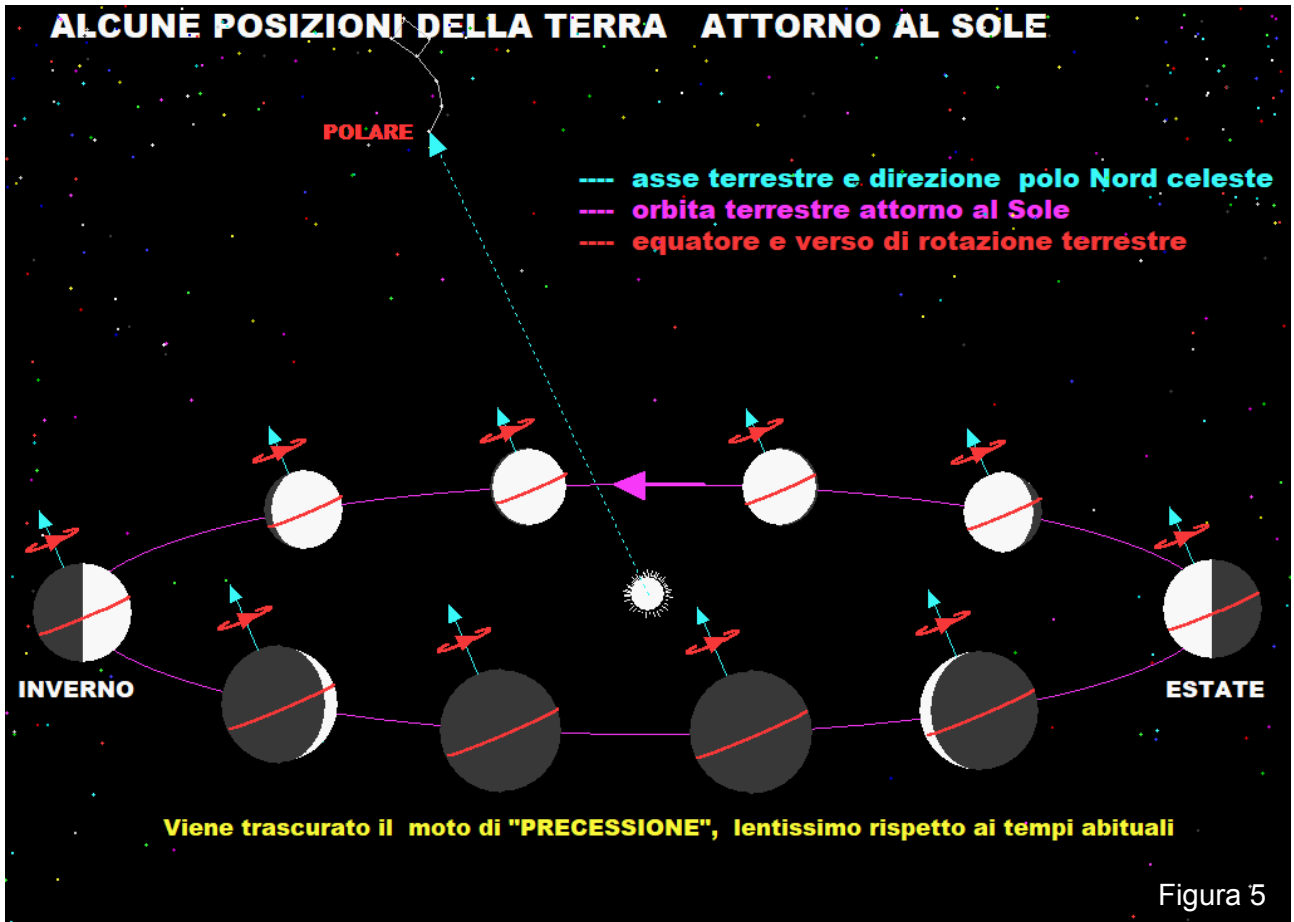 ALCUNE POSIZIONI DELLA TERRA ATTORNO AL SOLE
POLARE
---- asse terrestre e direzione polo Nord celeste
---- orbita terrestre attorno al Sole
---- equatore e verso di rotazione terrestre
INVERNO
ESTATE
Viene trascurato il moto di "PRECESSIONE", lentissimo rispetto ai tempi abituali
Figura 5